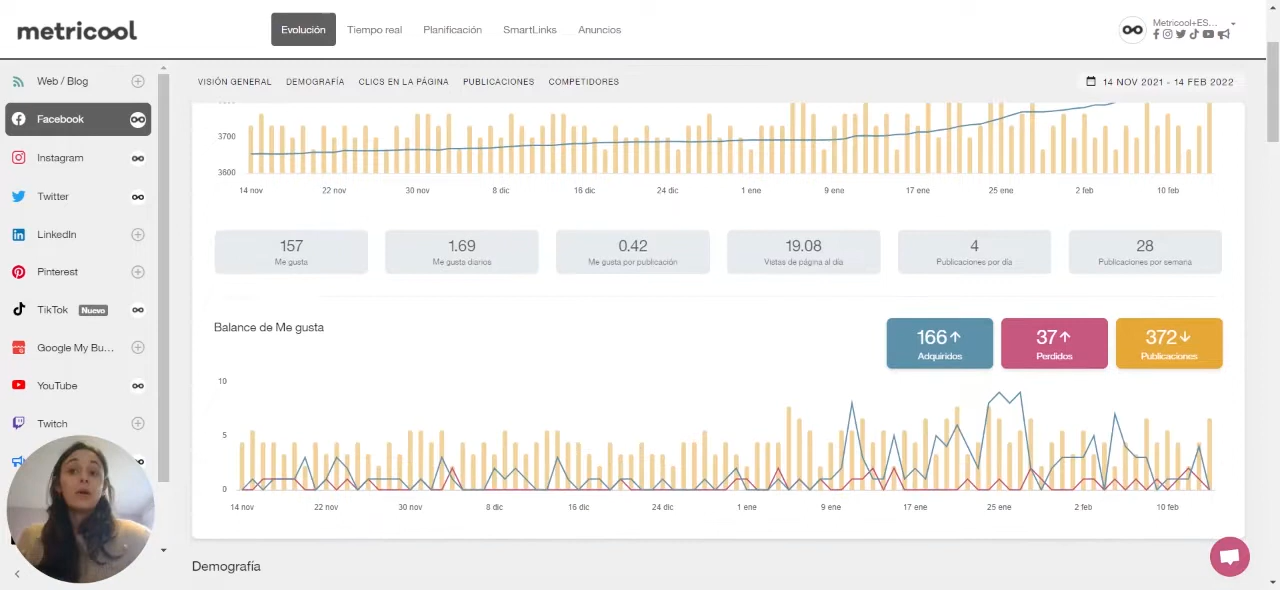 metricool
Evolución
Tiempo real
Planificación
SmartLinks
Anuncios
Metricool+ES...
Web / Blog
Facebook
Instagram
Twitter
LinkedIn
Pinterest
TikTok Nuevo
Google My Bu...
YouTube
Twitch
VISIÓN GENERAL
DEMOGRAFÍA
CLICS EN LA PÁGINA
PUBLICACIONES
COMPETIDORES
14 NOV 2021 - 14 FEB 2022
3700
3600
14 nov 22 nov 30 nov 8 dic 16 dic 24 dic 1 ene 9 ene 17 ene 25 ene 2 feb 10 feb
157
Me gusta
1.69
Me gusta diarios
0.42
Me gusta por publicación
19.08
Vistas de página al día
4
Publicaciones por día
28
Publicaciones por semana
Balance de Me gusta
166
Adquiridos
37
Perdidos
372
Publicaciones
10
5
0
14 nov 22 nov 30 nov 8 dic 16 dic 24 dic 1 ene 9 ene 17 ene 25 ene 2 feb 10 feb
Demografía